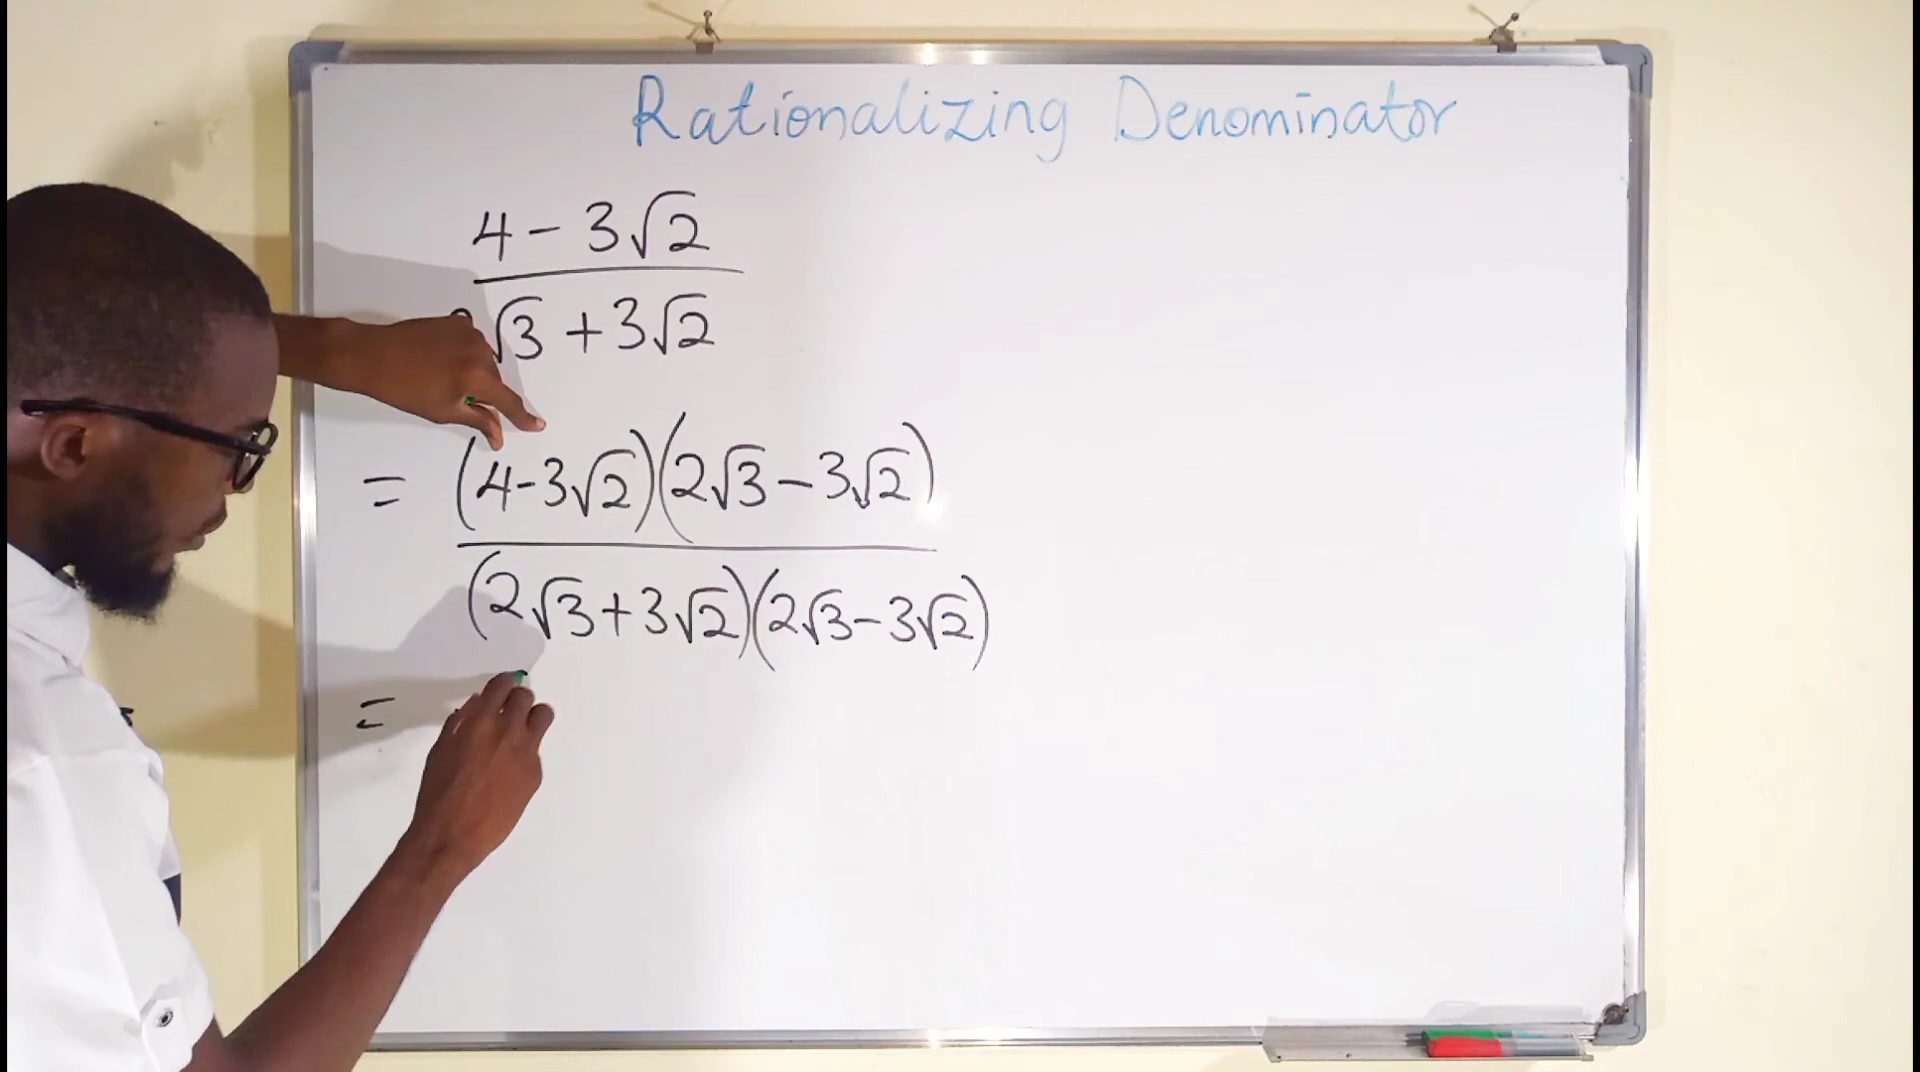 Rationalizing Denominator
4 - 3√2
√3 + 3√2
= (4-3√2)(2√3-3√2)
(2√3+3√2)(2√3-3√2)
=